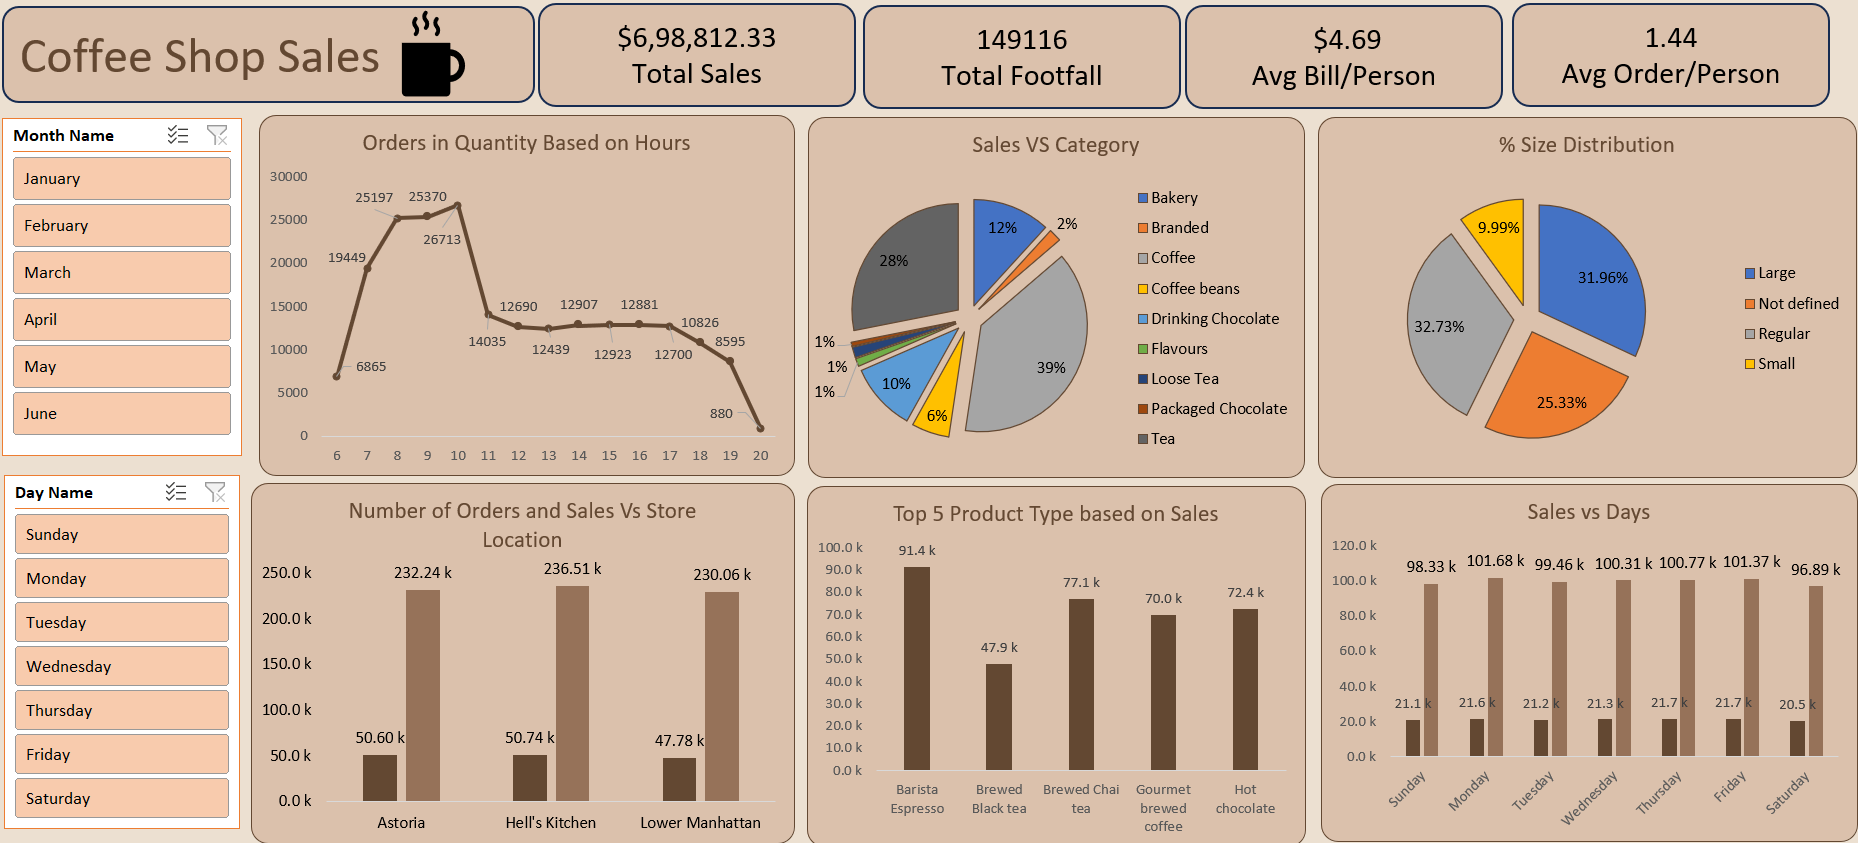 Coffee Shop Sales
$6,98,812.33
Total Sales
149116
Total Footfall
$4.69
Avg Bill/Person
1.44
Avg Order/Person
Month Name
January
February
March
April
May
June
Day Name
Sunday
Monday
Tuesday
Wednesday
Thursday
Friday
Saturday
Orders in Quantity Based on Hours
30000
25000
20000
15000
10000
5000
0
6865
19449
25197
25370
26713
14035
12690
12439
12907
12923
12881
12700
10826
8595
880
6 7 8 9 10 11 12 13 14 15 16 17 18 19 20
Sales VS Category
12%
2%
39%
6%
10%
1%
1%
1%
28%
Bakery
Branded
Coffee
Coffee beans
Drinking Chocolate
Flavours
Loose Tea
Packaged Chocolate
Tea
% Size Distribution
9.99%
31.96%
32.73%
25.33%
Large
Not defined
Regular
Small
Number of Orders and Sales Vs Store
Location
250.0 k
200.0 k
150.0 k
100.0 k
50.0 k
0.0 k
50.60 k
232.24 k
50.74 k
236.51 k
47.78 k
230.06 k
Astoria
Hell's Kitchen
Lower Manhattan
Top 5 Product Type based on Sales
100.0 k
90.0 k
80.0 k
70.0 k
60.0 k
50.0 k
40.0 k
30.0 k
20.0 k
10.0 k
0.0 k
91.4 k
47.9 k
77.1 k
70.0 k
72.4 k
Barista
Espresso
Brewed
Black tea
Brewed Chai
tea
Gourmet
brewed
coffee
Hot
chocolate
Sales vs Days
120.0 k
100.0 k
80.0 k
60.0 k
40.0 k
20.0 k
0.0 k
98.33 k
101.68 k
99.46 k
100.31 k
100.77 k
101.37 k
96.89 k
21.1 k
21.6 k
21.2 k
21.3 k
21.7 k
21.7 k
20.5 k
Sunday
Monday
Tuesday
Wednesday
Thursday
Friday
Saturday